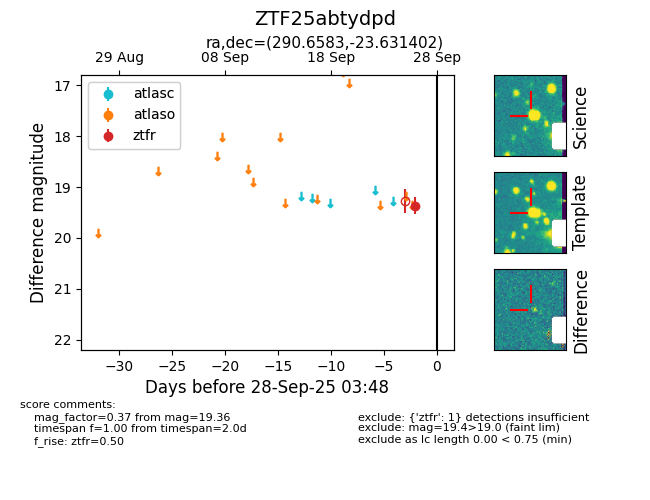 ZTF25abtydpd
ra,dec=(290.6583,-23.631402)
29 Aug 08 Sep 18 Sep 28 Sep
atlasc
atlaso
ztfr
17
18
19
20
21
22
Difference magnitude
−30 −25 −20 −15 −10 −5 0
Days before 28-Sep-25 03:48
Science
Template
Difference
score comments:
mag_factor=0.37 from mag=19.36
timespan f=1.00 from timespan=2.0d
f_rise: ztfr=0.50
exclude: {'ztfr': 1} detections insufficient
exclude: mag=19.4>19.0 (faint lim)
exclude as lc length 0.00 < 0.75 (min)